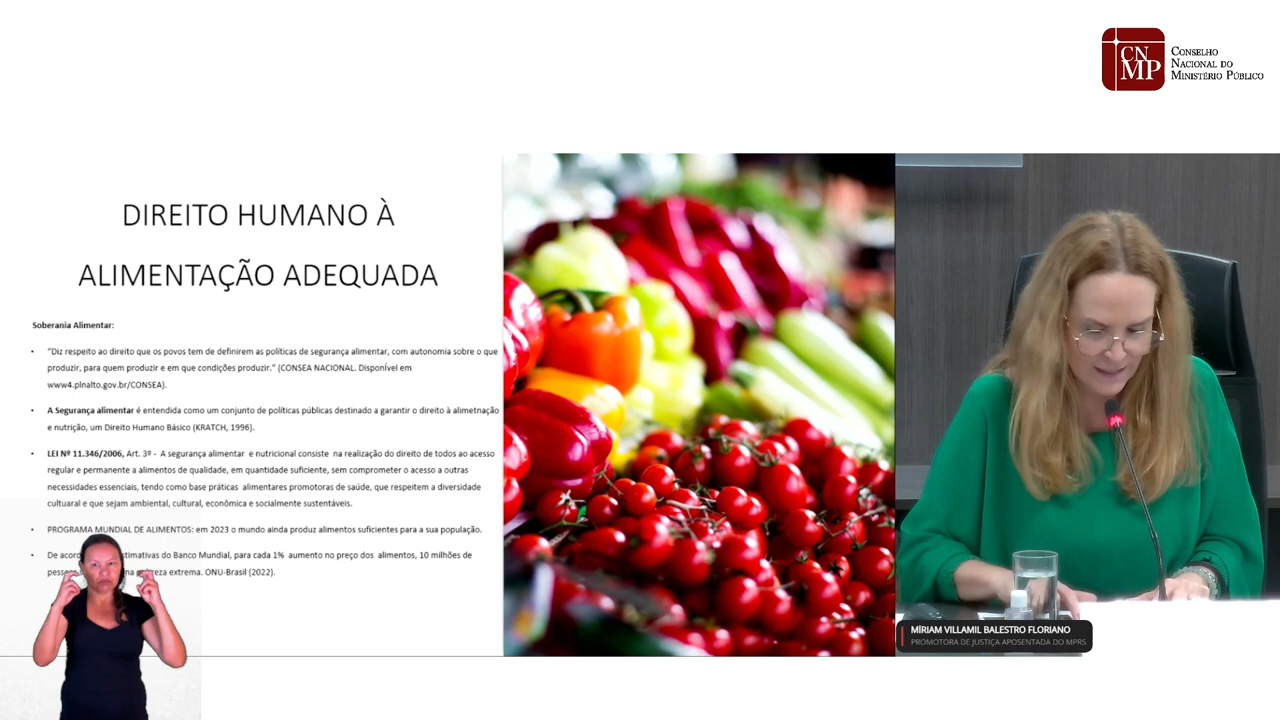 CN
MP
CONSELHO
NACIONAL DO
MINISTÉRIO PÚBLICO
DIREITO HUMANO À
ALIMENTAÇÃO ADEQUADA
Soberania Alimentar:
• "Diz respeito ao direito que os povos tem de definirem as políticas de segurança alimentar, com autonomia sobre o que
produzir, para quem produzir e em que condições produzir." (CONSEA NACIONAL. Disponível em
www4.plnalto.gov.br/CONSEA).
• A Segurança alimentar é entendida como um conjunto de políticas públicas destinado a garantir o direito à alimetnação
e nutrição, um Direito Humano Básico (KRATCH, 1996).
• LEI Nº 11.346/2006, Art. 3º - A segurança alimentar e nutricional consiste na realização do direito de todos ao acesso
regular e permanente a alimentos de qualidade, em quantidade suficiente, sem comprometer o acesso a outras
necessidades essenciais, tendo como base práticas alimentares promotoras de saúde, que respeitem a diversidade
cultuaral e que sejam ambiental, cultural, econômica e socialmente sustentáveis.
• PROGRAMA MUNDIAL DE ALIMENTOS: em 2023 o mundo ainda produz alimentos suficientes para a sua população.
• De acor stimativas do Banco Mundial, para cada 1% aumento no preço dos alimentos, 10 milhões de
pesso na pobreza extrema. ONU-Brasil (2022).
MÍRIAM VILLAMIL BALESTRO FLORIANO
PROMOTORA DE JUSTIÇA APOSENTADA DO MPRS